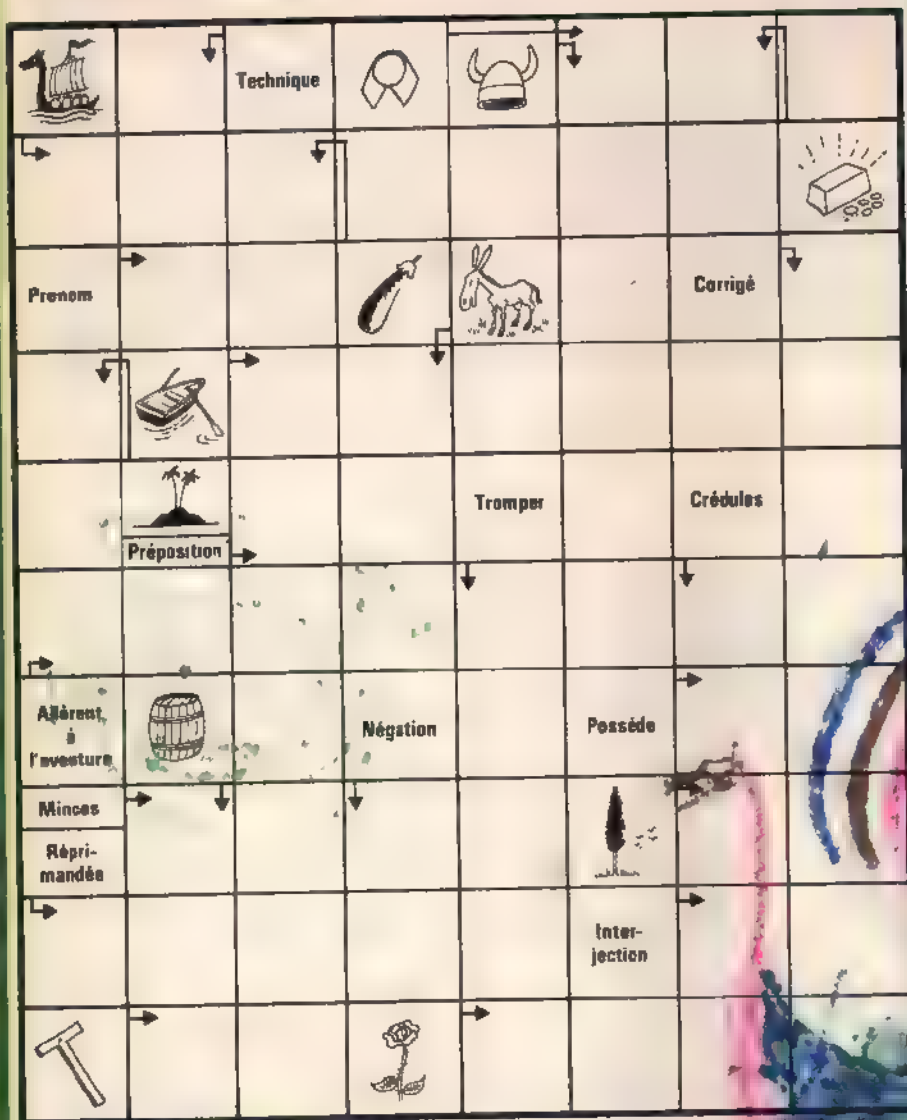 Technique
Prenom
Corrigé
Tromper
Crédules
Préposition
Allèrent
à
l'aventure
Négation
Possède
Minces
Répri-
mandée
Inter-
jection